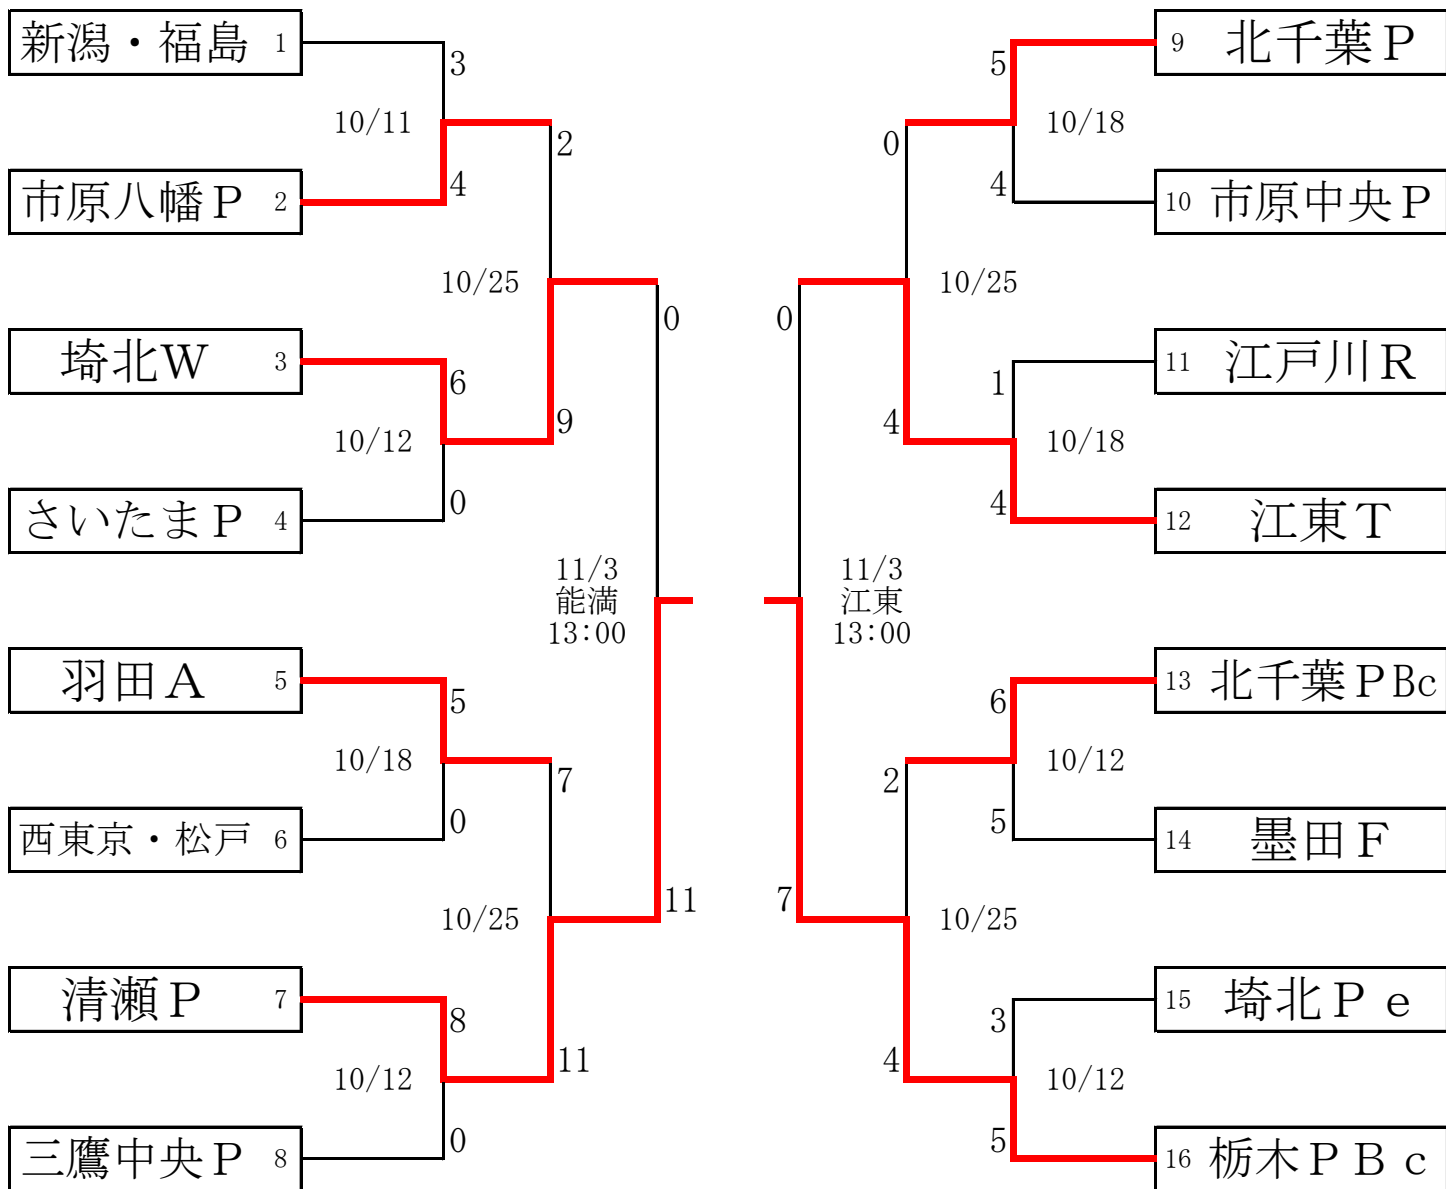 新潟・福島 1
3
10/11
2
市原八幡P 2
4
10/25
埼北W 3
6
0
10/12
9
さいたまP 4
0
11/3
能満
13:00
羽田A 5
5
10/18
7
西東京・松戸 6
0
10/25
11
清瀬P 7
8
10/12
11
三鷹中央P 8
0
9 北千葉P
5
10/18
0
10 市原中央P
4
10/25
11 江戸川R
1
0
10/18
4
12 江東T
4
11/3
江東
13:00
13 北千葉PBc
6
10/12
2
14 墨田F
5
10/25
7
15 埼北Pe
3
10/12
4
16 栃木PBc
5